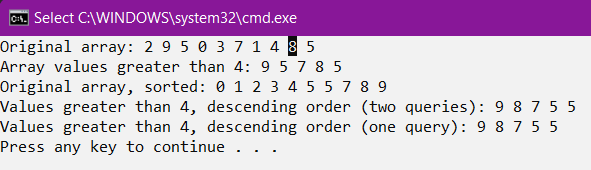 Select C:\WINDOWS\system32\cmd.exe
Original array: 2 9 5 0 3 7 1 4 8 5
Array values greater than 4: 9 5 7 8 5
Original array, sorted: 0 1 2 3 4 5 5 7 8 9
Values greater than 4, descending order (two queries): 9 8 7 5 5
Values greater than 4, descending order (one query): 9 8 7 5 5
Press any key to continue . . .